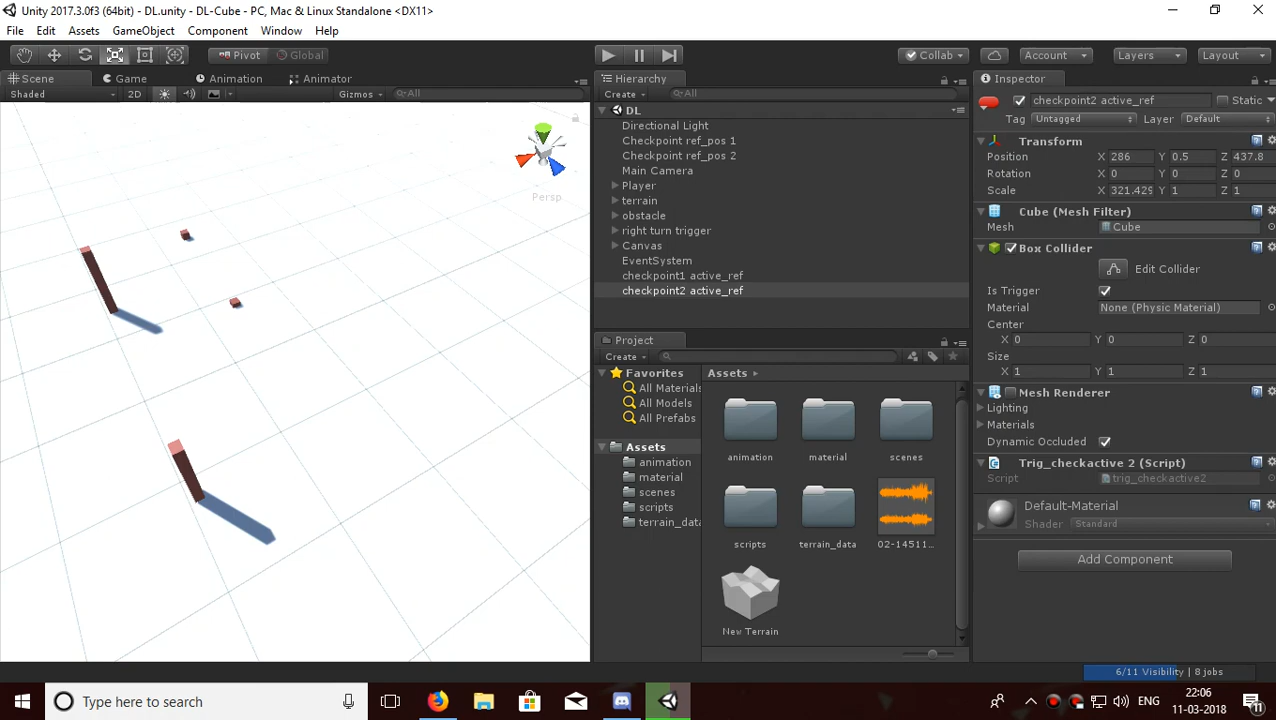 Unity 2017.3.0f3 (64bit) - DL.unity - DL-Cube - PC, Mac & Linux Standalone <DX11>
File Edit Assets GameObject Component Window Help
Pivot Global Collab Account Layers Layout
Scene Game Animation Animator
Shaded 2D Gizmos All
Persp
Hierarchy
Create All
DL
Directional Light
Checkpoint ref_pos 1
Checkpoint ref_pos 2
Main Camera
Player
terrain
obstacle
right turn trigger
Canvas
EventSystem
checkpoint1 active_ref
checkpoint2 active_ref
Project
Create
Favorites
All Materials
All Models
All Prefabs
Assets
animation
material
scenes
scripts
terrain_data
Assets
animation material scenes
scripts terrain_data 02-14511...
New Terrain
Inspector
checkpoint2 active_ref Static
Tag Untagged Layer Default
Transform
Position X 286 Y 0.5 Z 437.8
Rotation X 0 Y 0 Z 0
Scale X 321.429 Y 1 Z 1
Cube (Mesh Filter)
Mesh Cube
Box Collider
Edit Collider
Is Trigger
Material None (Physic Material)
Center
X 0 Y 0 Z 0
Size
X 1 Y 1 Z 1
Mesh Renderer
Lighting
Materials
Dynamic Occluded
Trig_checkactive 2 (Script)
Script trig_checkactive2
Default-Material
Shader Standard
Add Component
6/11 Visibility | 8 jobs
Type here to search
ENG
22:06
11-03-2018
11